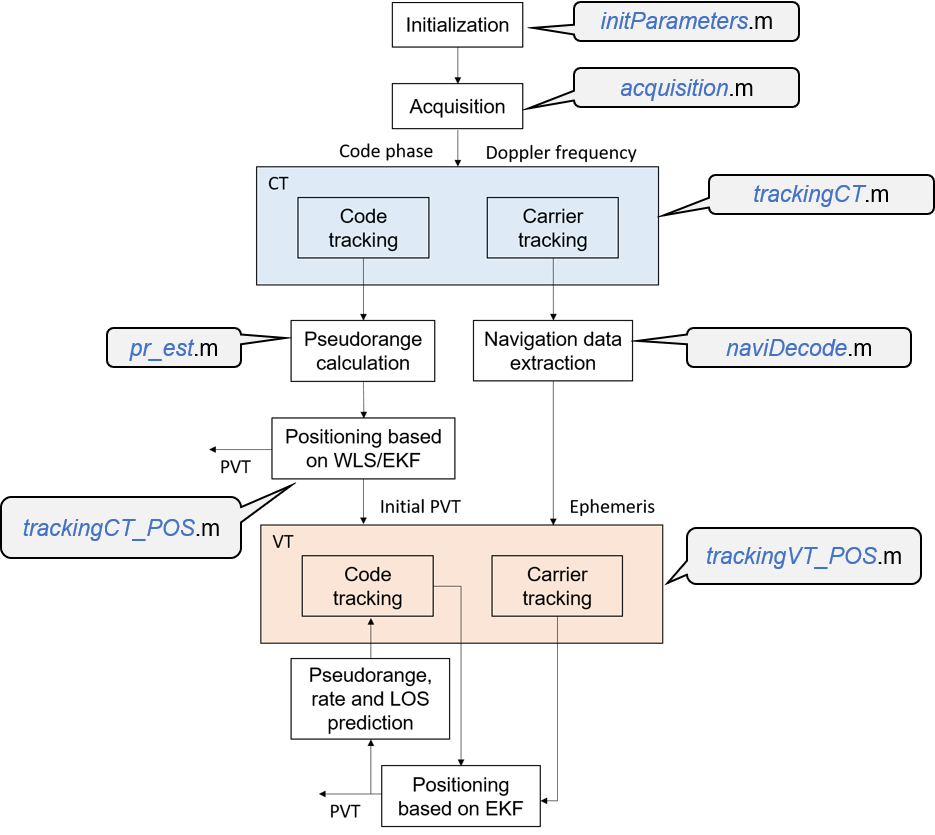 Initialization
initParameters.m
Acquisition
acquisition.m
Code phase
Doppler frequency
CT
trackingCT.m
Code
tracking
Carrier
tracking
pr_est.m
Pseudorange
calculation
Navigation data
extraction
naviDecode.m
Positioning based
on WLS/EKF
PVT
trackingCT_POS.m
Initial PVT
Ephemeris
VT
trackingVT_POS.m
Code
tracking
Carrier
tracking
Pseudorange,
rate and LOS
prediction
Positioning
based on EKF
PVT